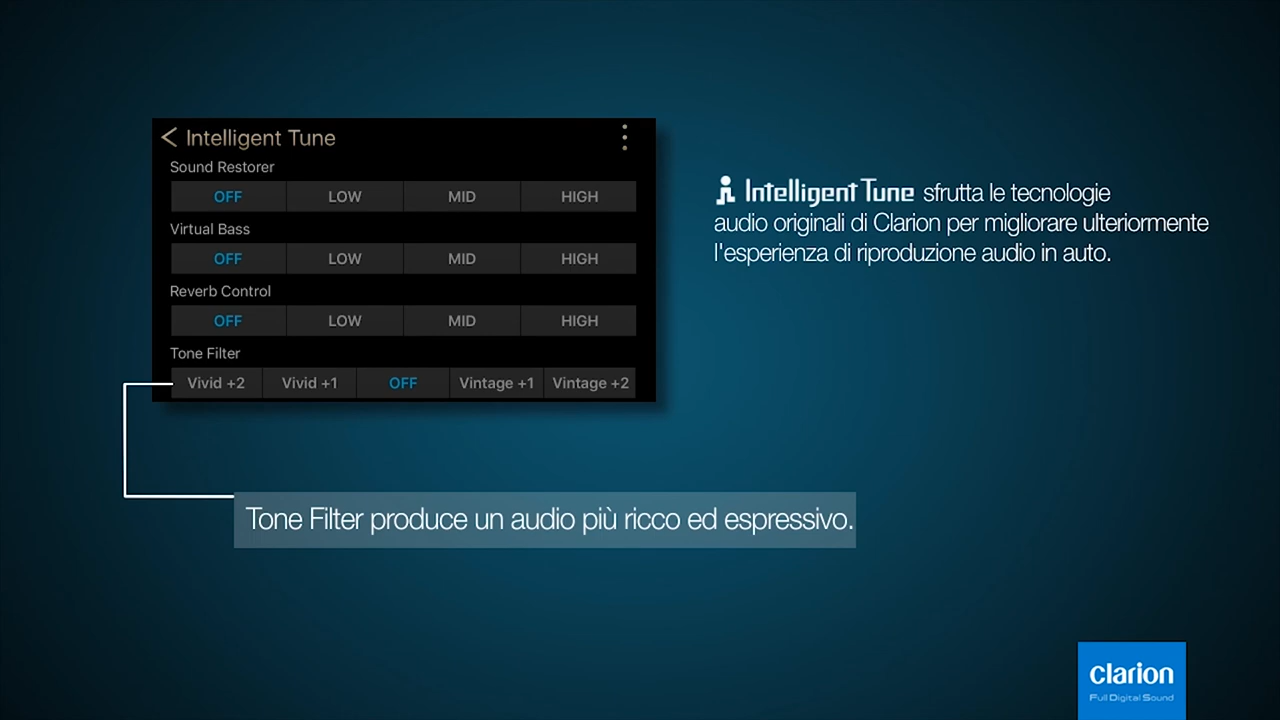 Intelligent Tune
Sound Restorer
OFF LOW MID HIGH
Virtual Bass
OFF LOW MID HIGH
Reverb Control
OFF LOW MID HIGH
Tone Filter
Vivid +2 Vivid +1 OFF Vintage +1 Vintage +2
Intelligent Tune sfrutta le tecnologie
audio originali di Clarion per migliorare ulteriormente
l'esperienza di riproduzione audio in auto.
Tone Filter produce un audio più ricco ed espressivo.
clarion
Full Digital Sound